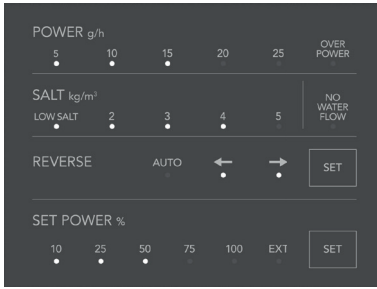 POWER g/h
5 10 15 20 25 OVER POWER
SALT kg/m³
LOW SALT 2 3 4 5 NO WATER FLOW
REVERSE AUTO ← → SET
SET POWER %
10 25 50 75 100 EXT SET